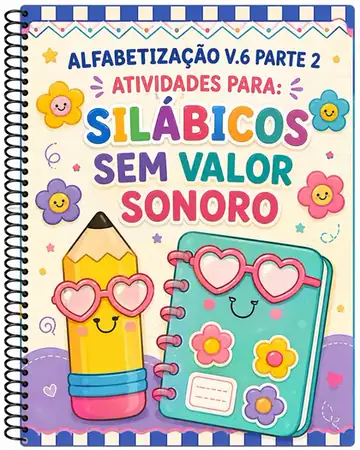 ALFABETIZAÇÃO V.6 PARTE 2
ATIVIDADES PARA:
SILÁBICOS
SEM VALOR
SONORO